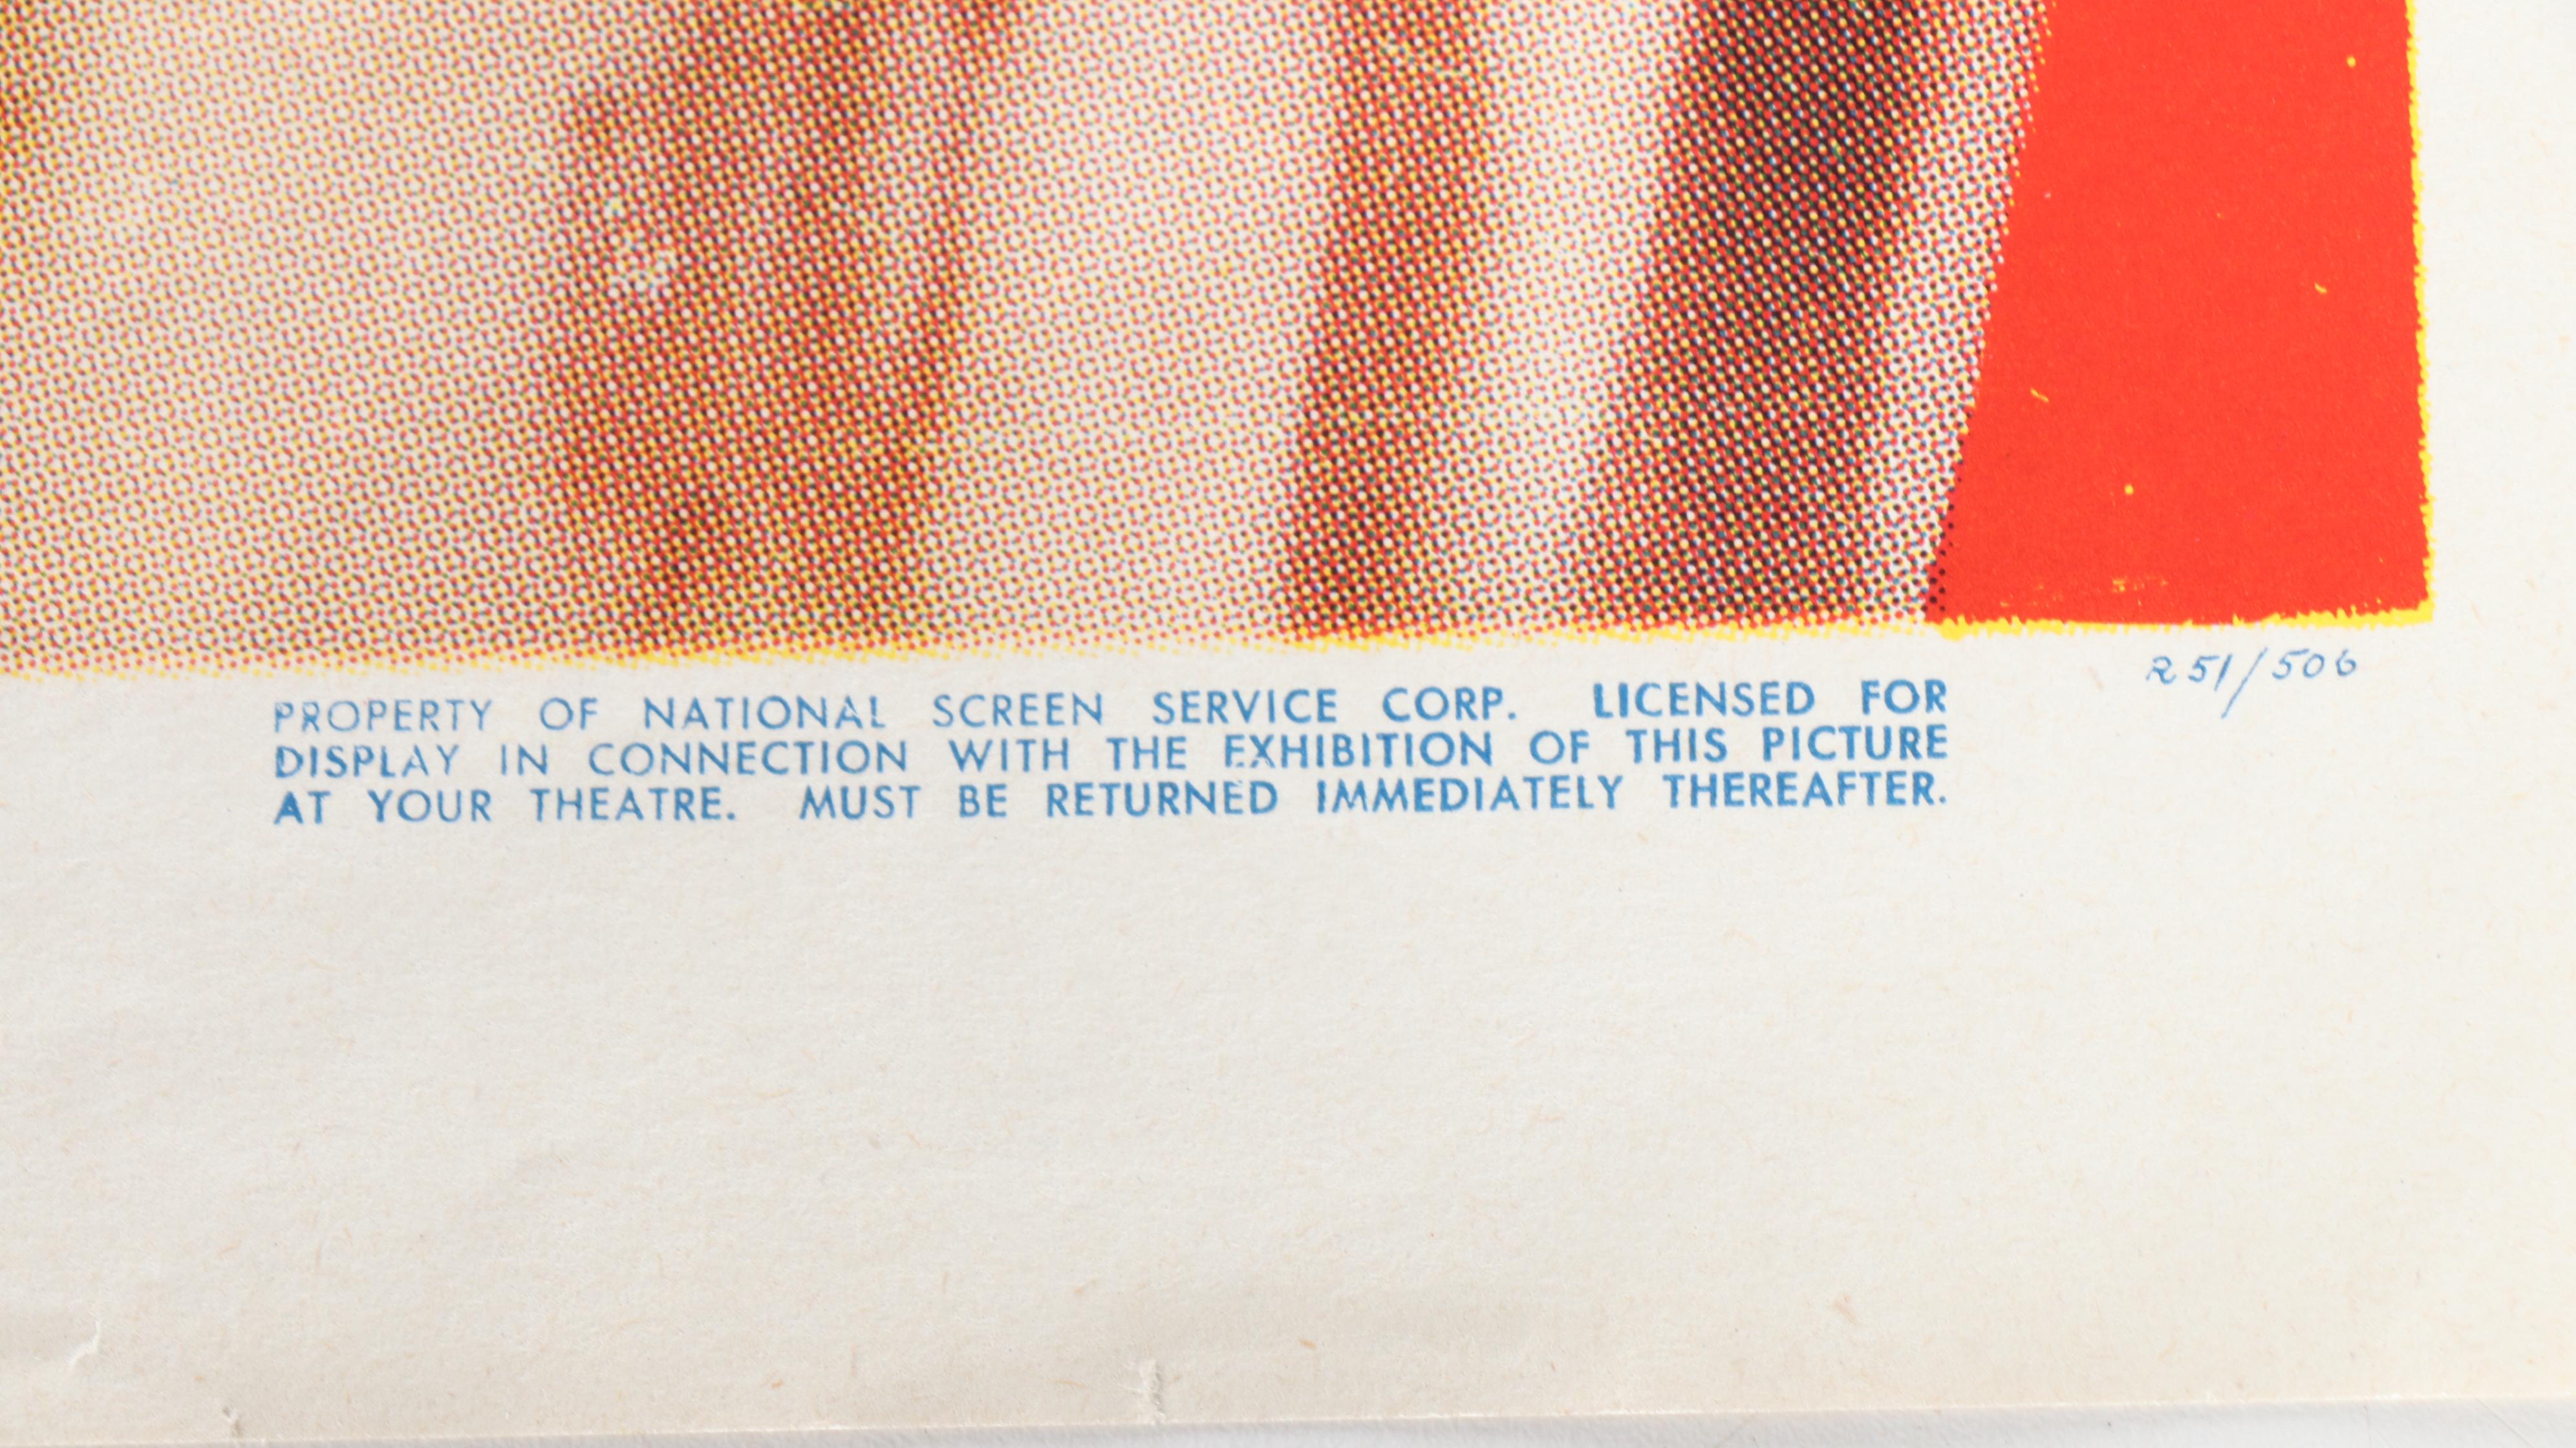 PROPERTY OF NATIONAL SCREEN SERVICE CORP. LICENSED FOR
DISPLAY IN CONNECTION WITH THE EXHIBITION OF THIS PICTURE
AT YOUR THEATRE. MUST BE RETURNED IMMEDIATELY THEREAFTER.
R51/506